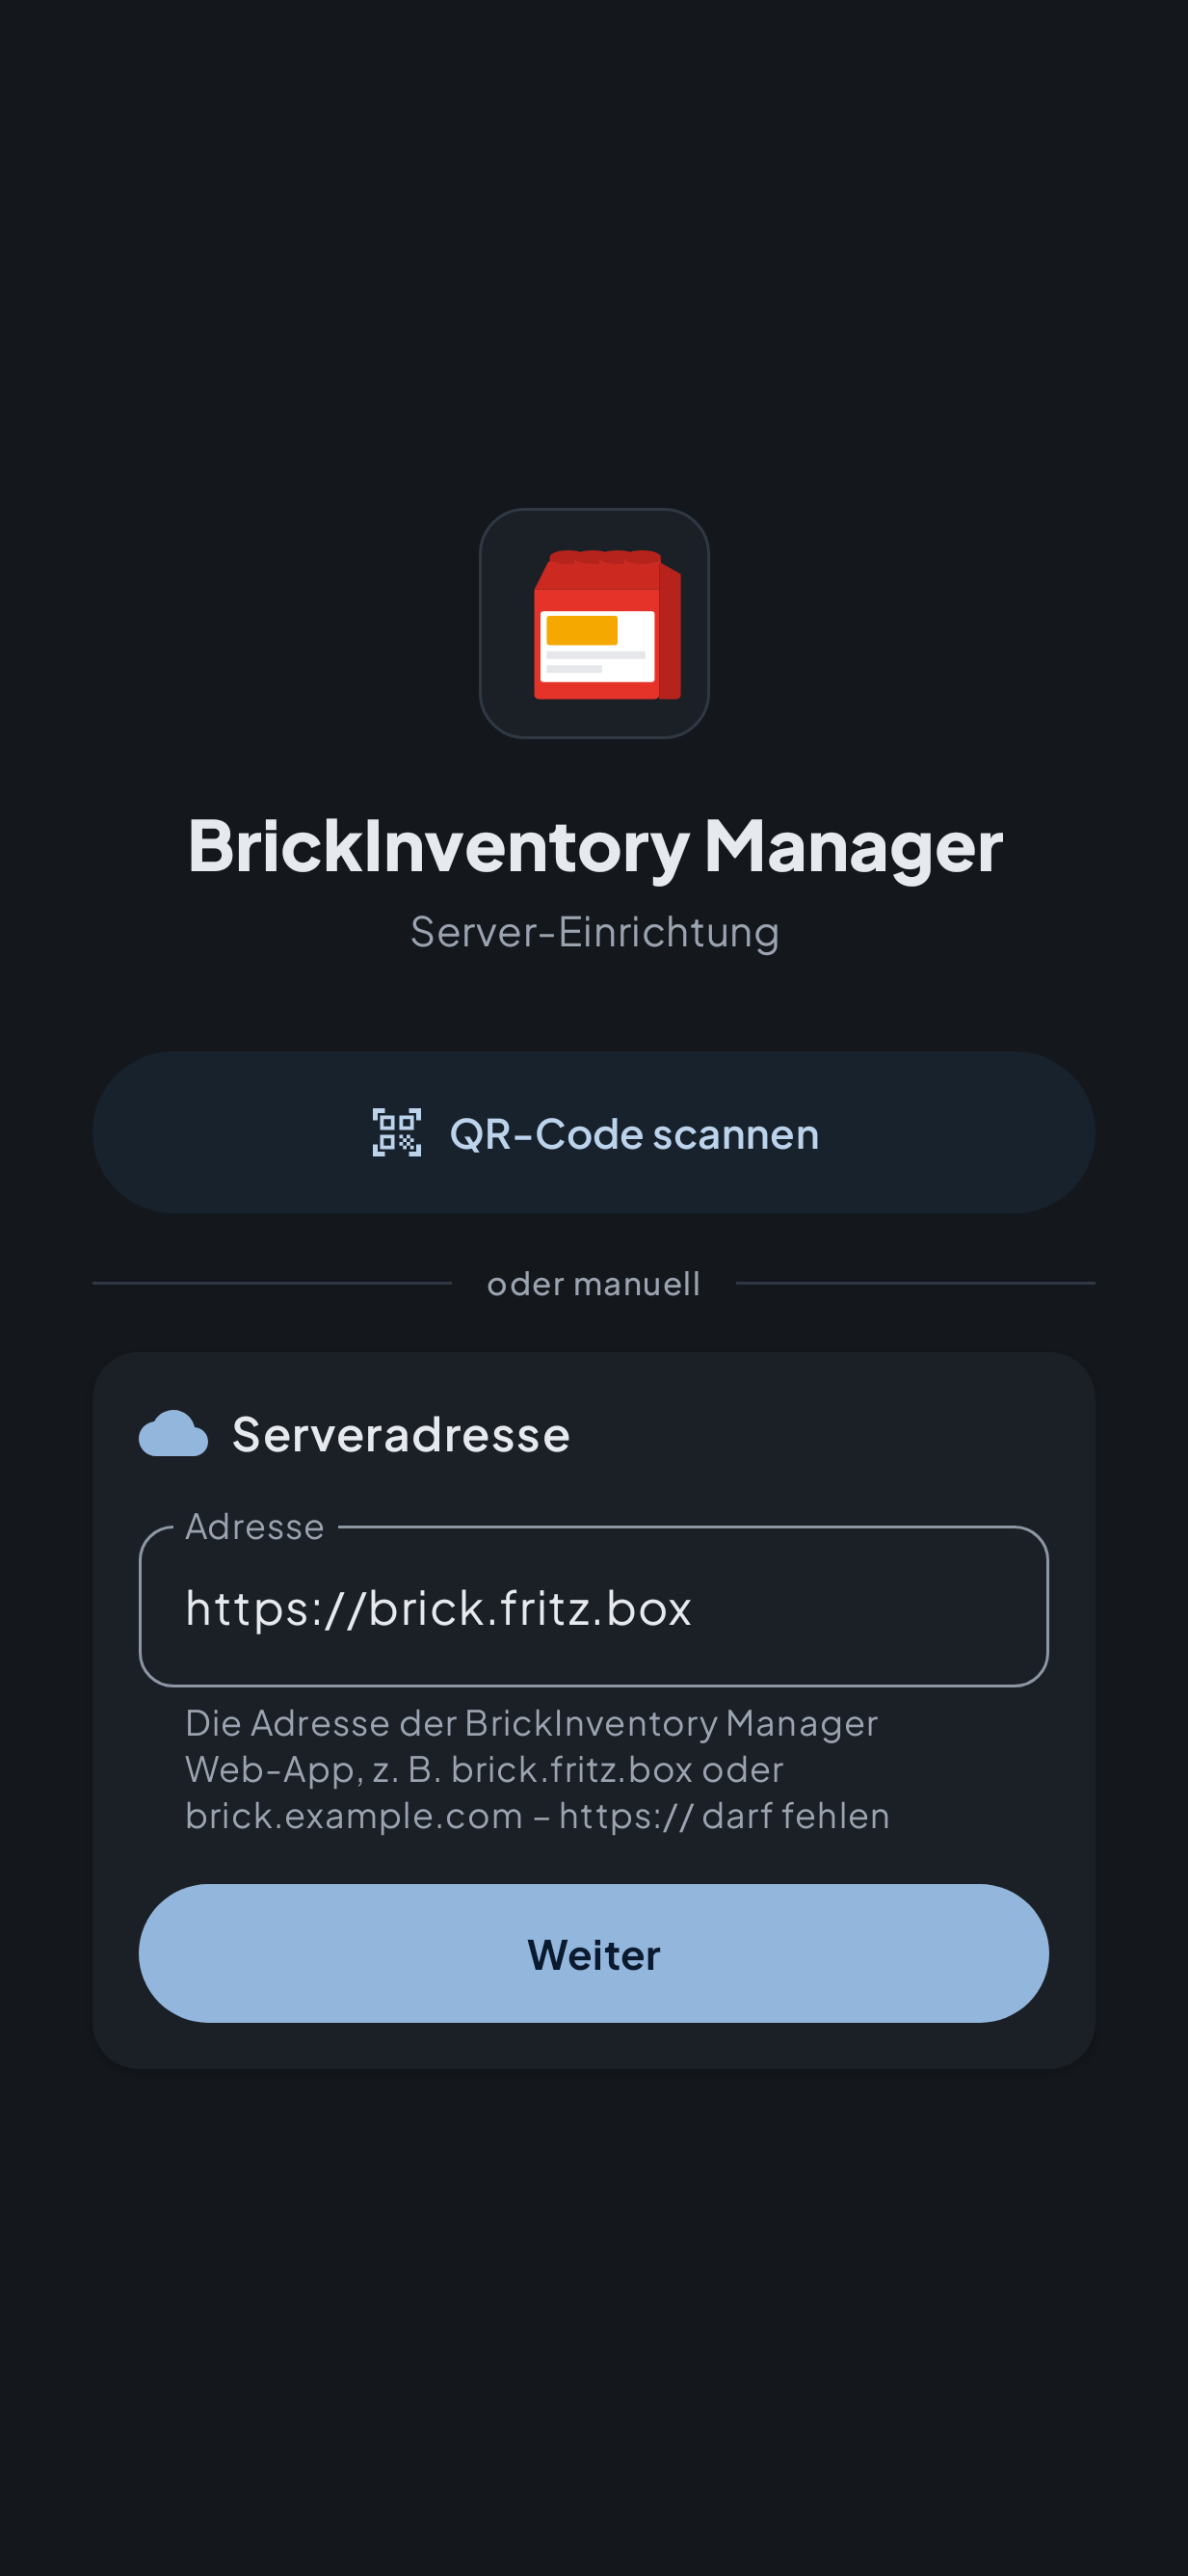 BrickInventory Manager
Server-Einrichtung
QR-Code scannen
oder manuell
Serveradresse
Adresse
https://brick.fritz.box
Die Adresse der BrickInventory Manager
Web-App, z. B. brick.fritz.box oder
brick.example.com – https:// darf fehlen
Weiter